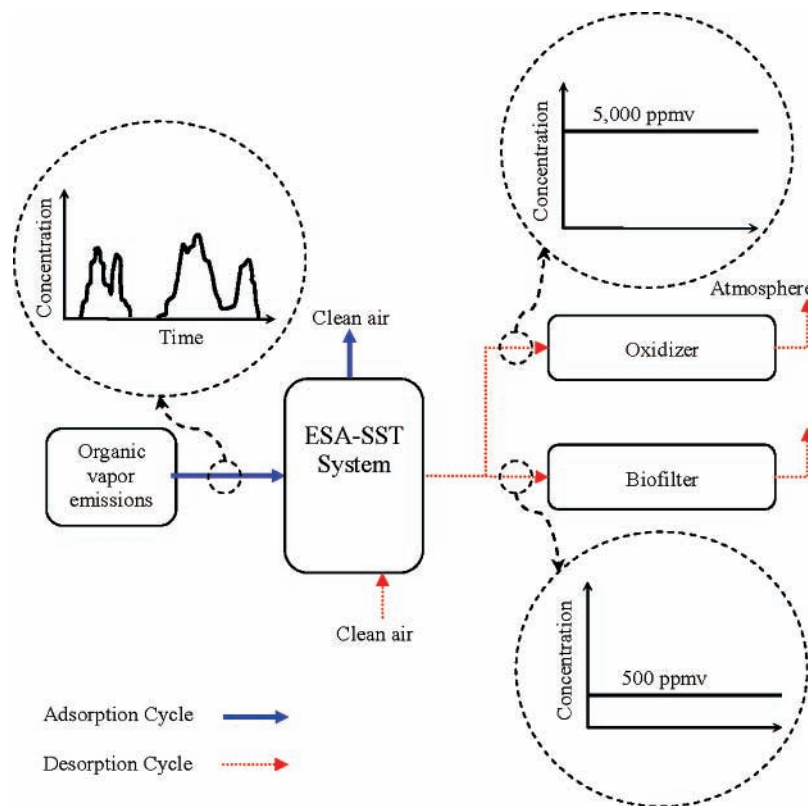 Concentration
5,000 ppmv
Concentration
Time
Clean air
Atmosphere
Oxidizer
ESA-SST
System
Organic
vapor
emissions
Biofilter
Clean air
Concentration
500 ppmv
Adsorption Cycle
Desorption Cycle